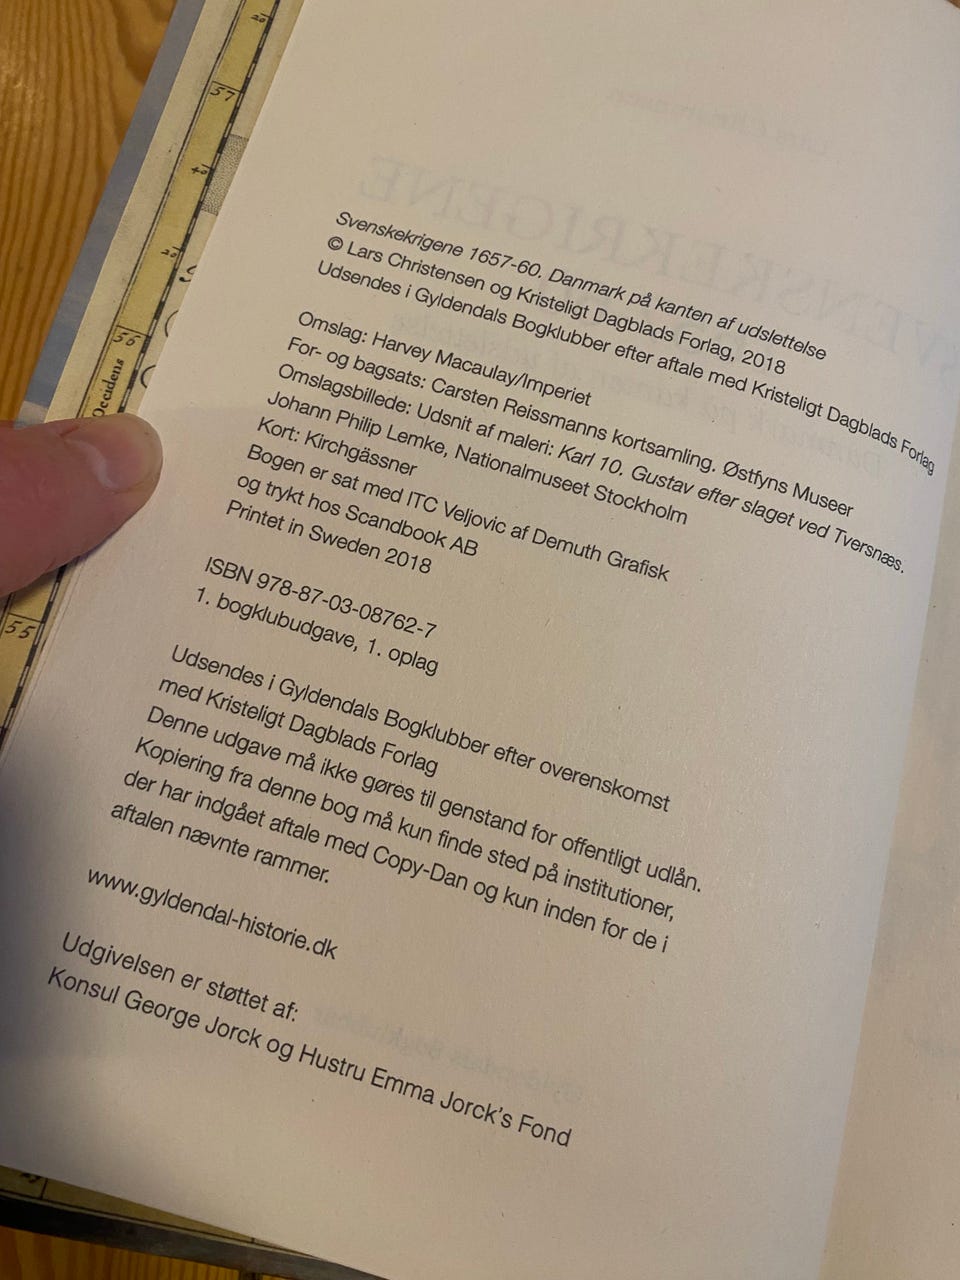 Svenskekrigene 1657-60. Danmark på kanten af udslettelse
© Lars Christensen og Kristeligt Dagblads Forlag, 2018
Udsendes i Gyldendals Bogklubber efter aftale med Kristeligt Dagblads Forlag
Omslag: Harvey Macaulay/Imperiet
For- og bagsats: Carsten Reissmanns kortsamling. Østfyns Museer
Omslagsbillede: Udsnit af maleri: Karl 10. Gustav efter slaget ved Tversnæs.
Johann Philip Lemke, Nationalmuseet Stockholm
Kort: Kirchgässner
Bogen er sat med ITC Veljovic af Demuth Grafisk
og trykt hos Scandbook AB
Printet in Sweden 2018
ISBN 978-87-03-08762-7
1. bogklubudgave, 1. oplag
Udsendes i Gyldendals Bogklubber efter overenskomst
med Kristeligt Dagblads Forlag
Denne udgave må ikke gøres til genstand for offentligt udlån.
Kopiering fra denne bog må kun finde sted på institutioner,
der har indgået aftale med Copy-Dan og kun inden for de i
aftalen nævnte rammer.
www.gyldendal-historie.dk
Udgivelsen er støttet af:
Konsul George Jorck og Hustru Emma Jorck's Fond
57
56
Occidens
55